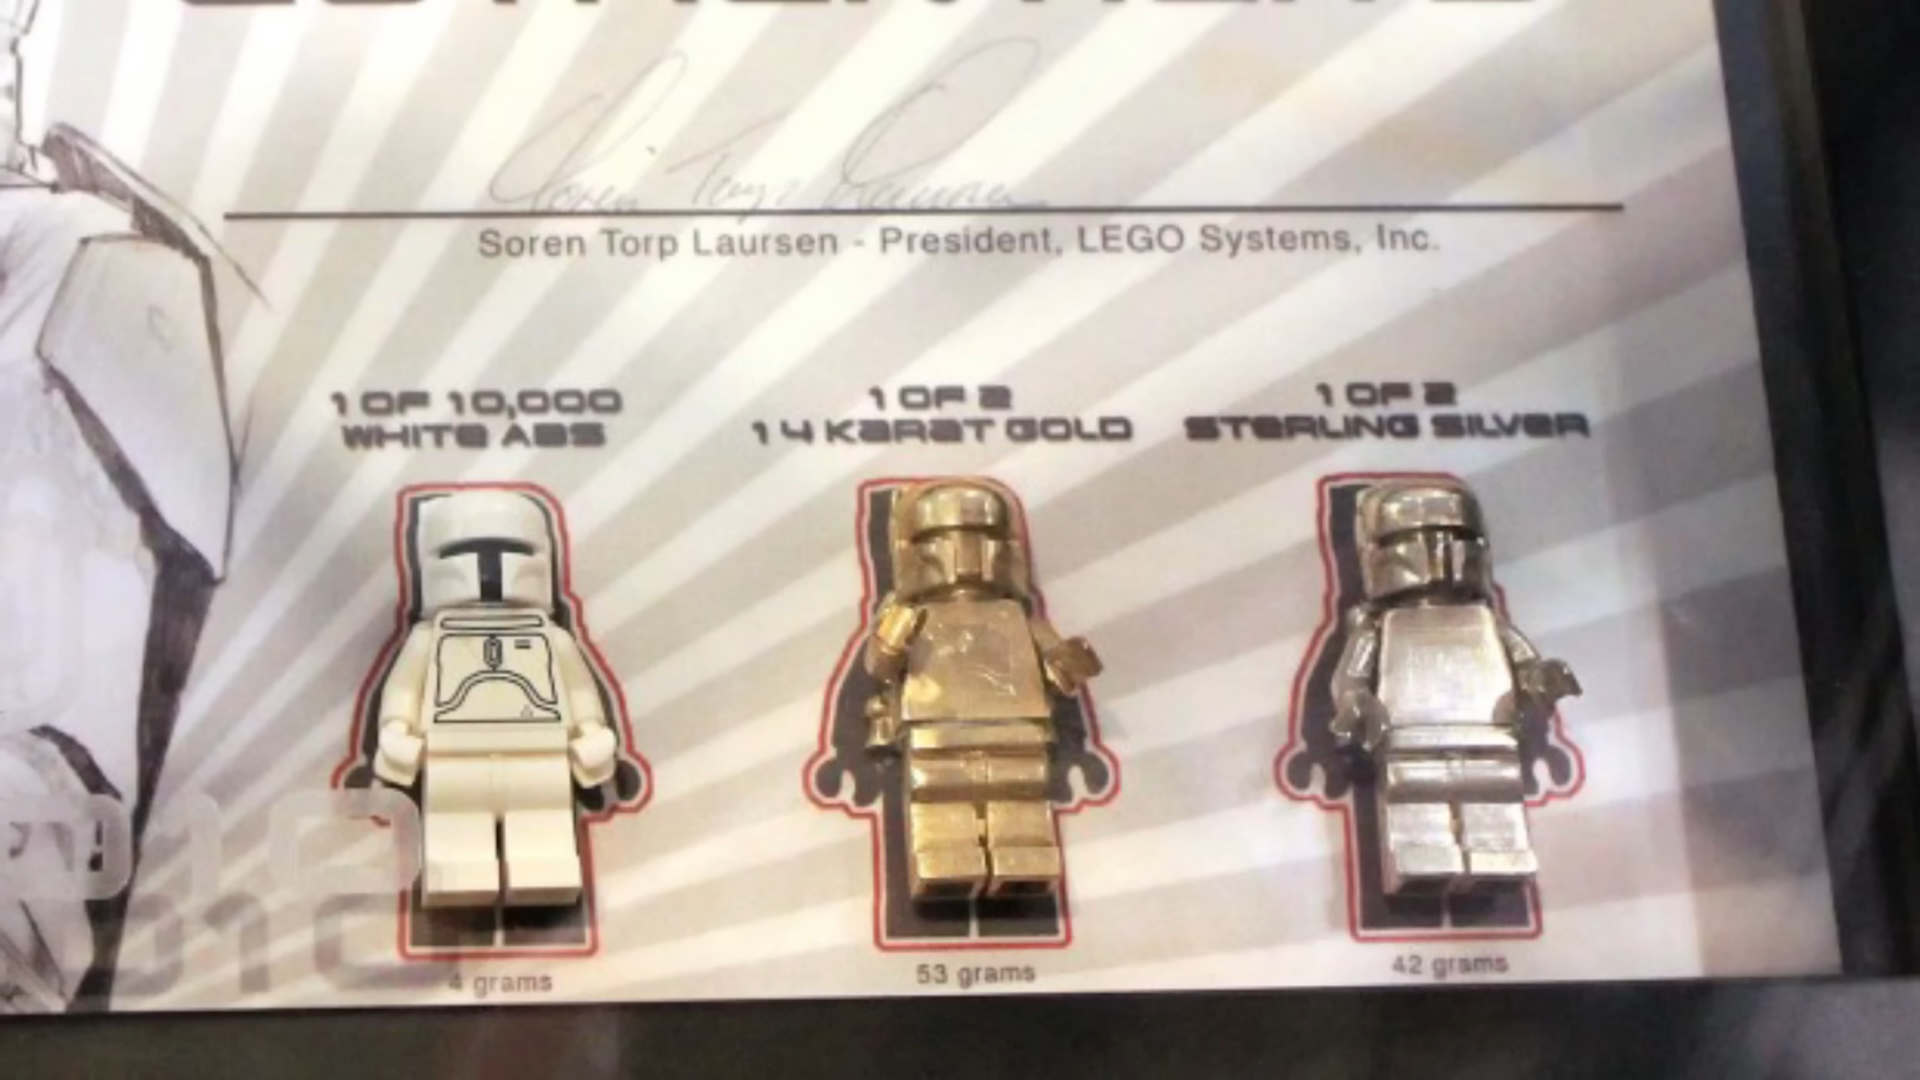 Soren Torp Laursen - President, LEGO Systems, Inc.
1 OF 10,000
WHITE ABS
1 OF 2
14 KARAT GOLD
1 OF 2
STERLING SILVER
4 grams
53 grams
42 grams